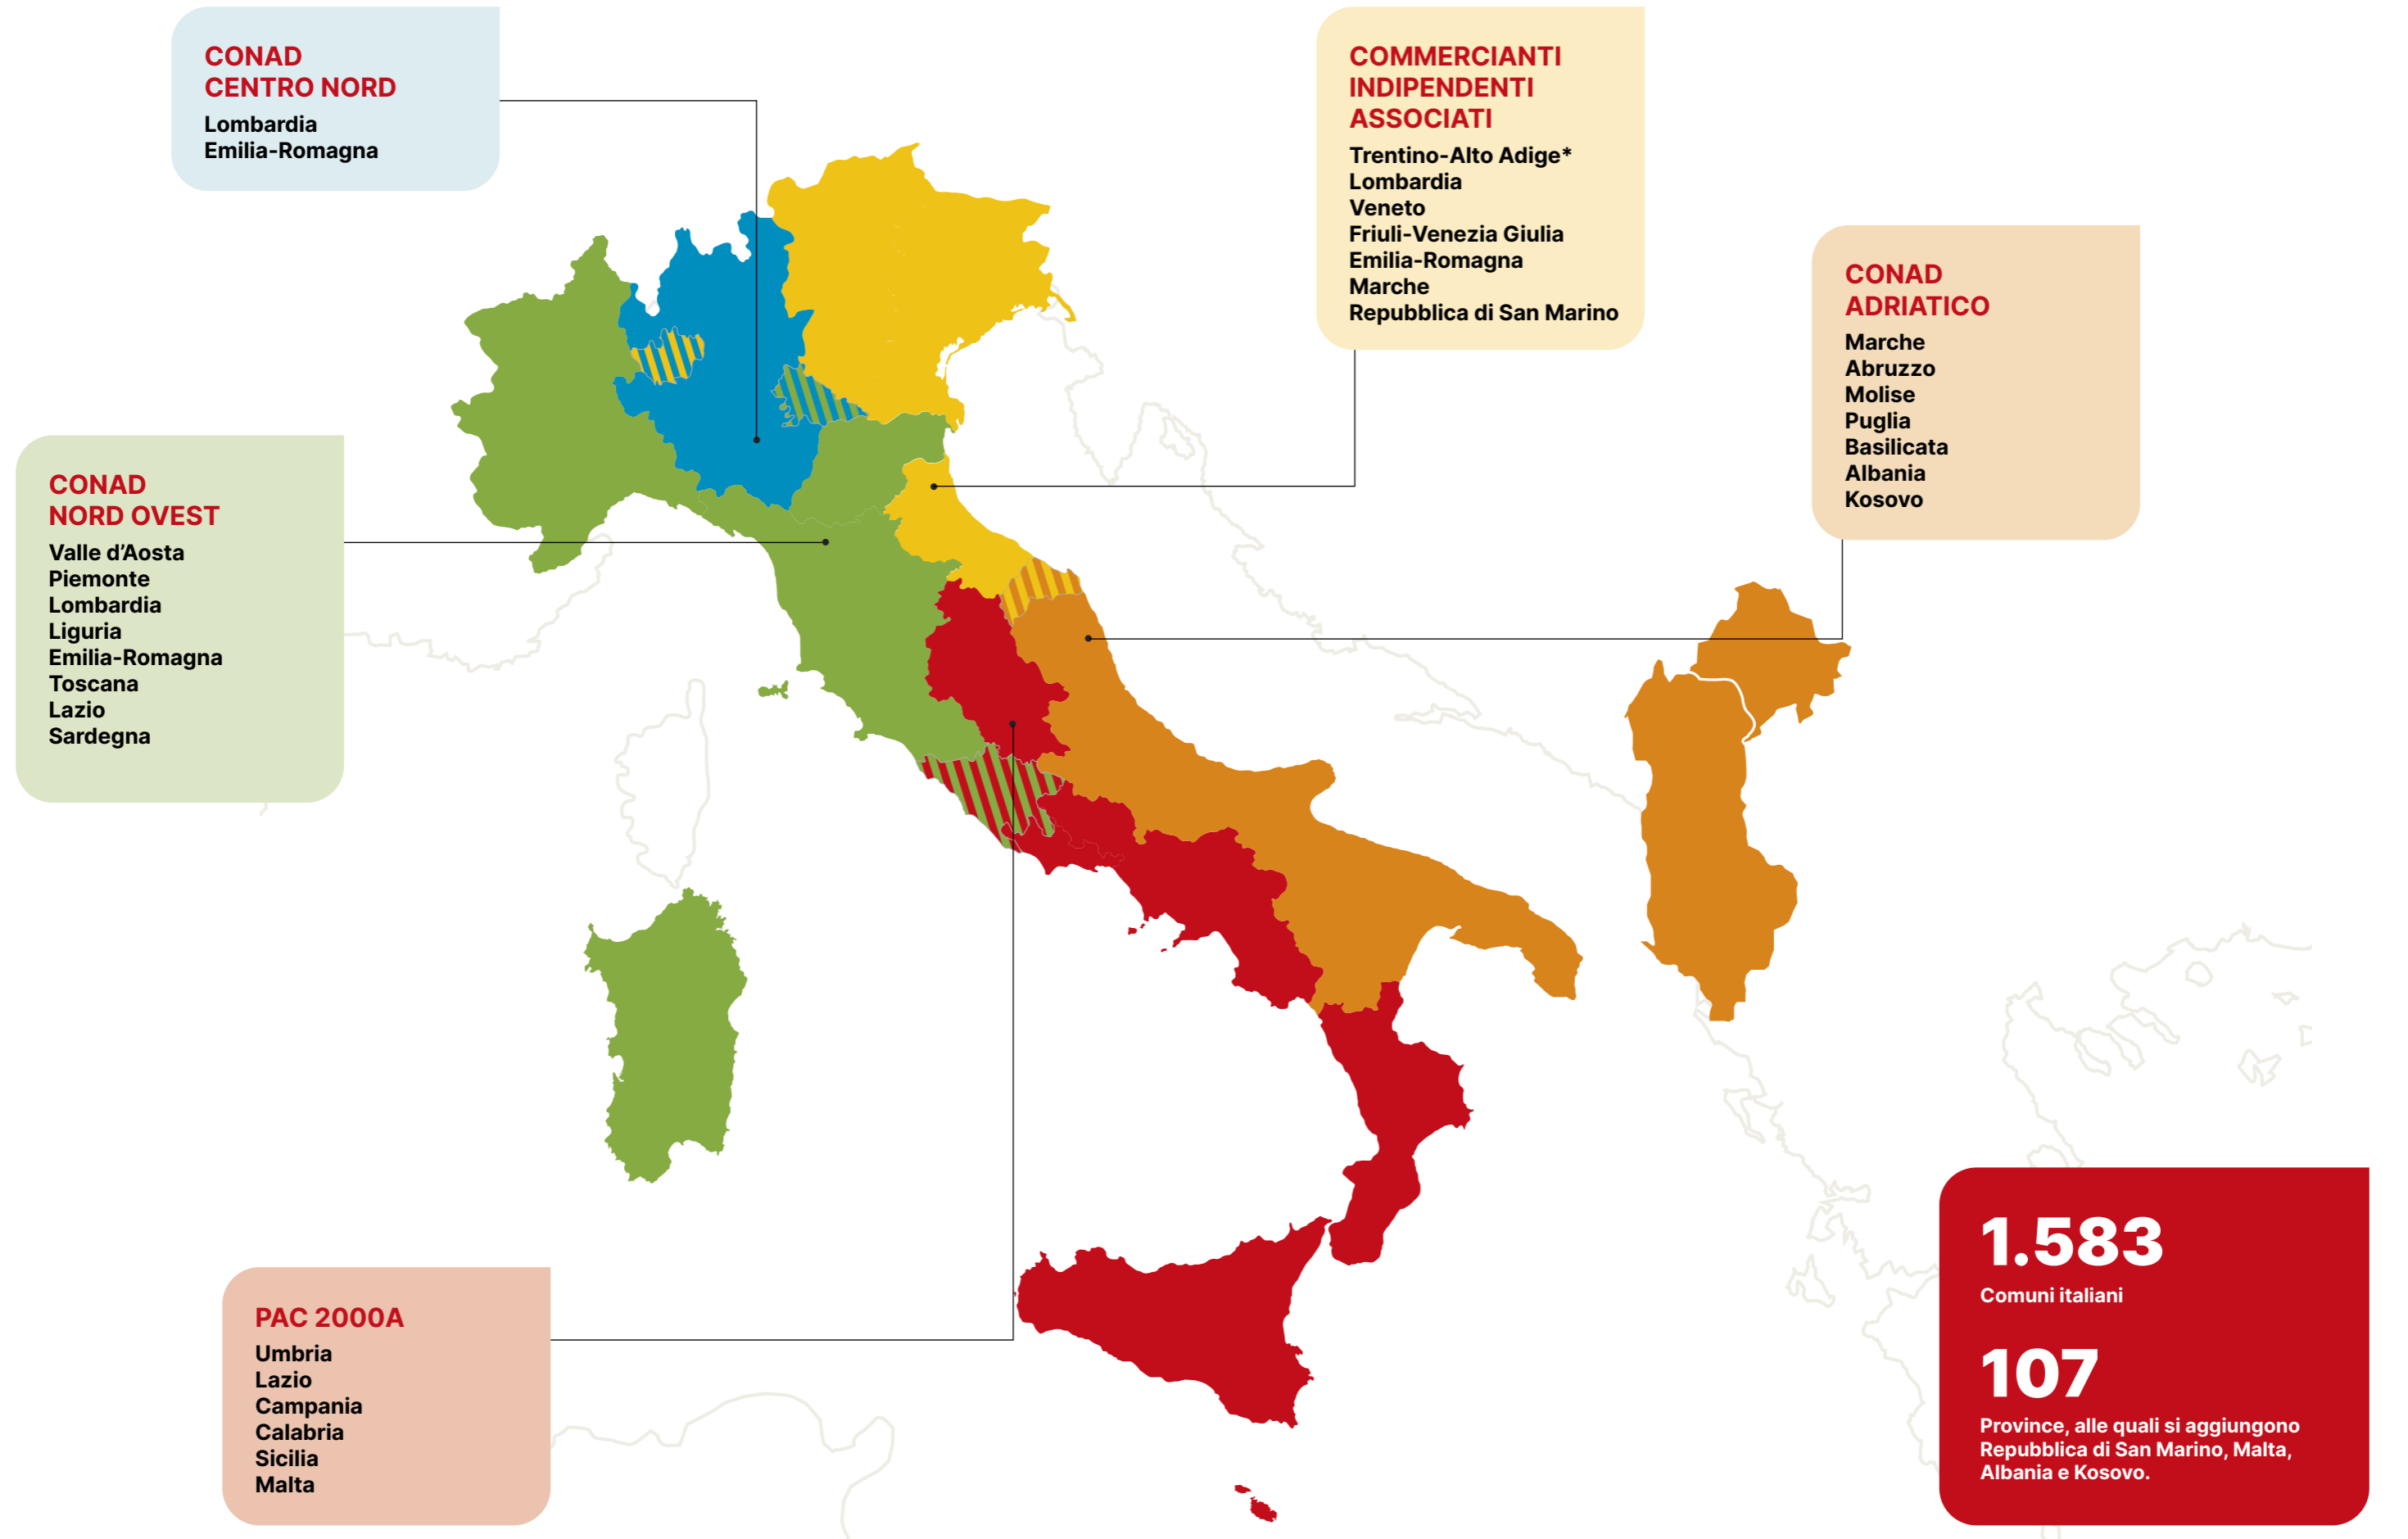 CONAD
CENTRO NORD
Lombardia
Emilia-Romagna
COMMERCIANTI
INDIPENDENTI
ASSOCIATI
Trentino-Alto Adige*
Lombardia
Veneto
Friuli-Venezia Giulia
Emilia-Romagna
Marche
Repubblica di San Marino
CONAD
ADRIATICO
Marche
Abruzzo
Molise
Puglia
Basilicata
Albania
Kosovo
CONAD
NORD OVEST
Valle d’Aosta
Piemonte
Lombardia
Liguria
Emilia-Romagna
Toscana
Lazio
Sardegna
PAC 2000A
Umbria
Lazio
Campania
Calabria
Sicilia
Malta
1.583
Comuni italiani
107
Province, alle quali si aggiungono
Repubblica di San Marino, Malta,
Albania e Kosovo.